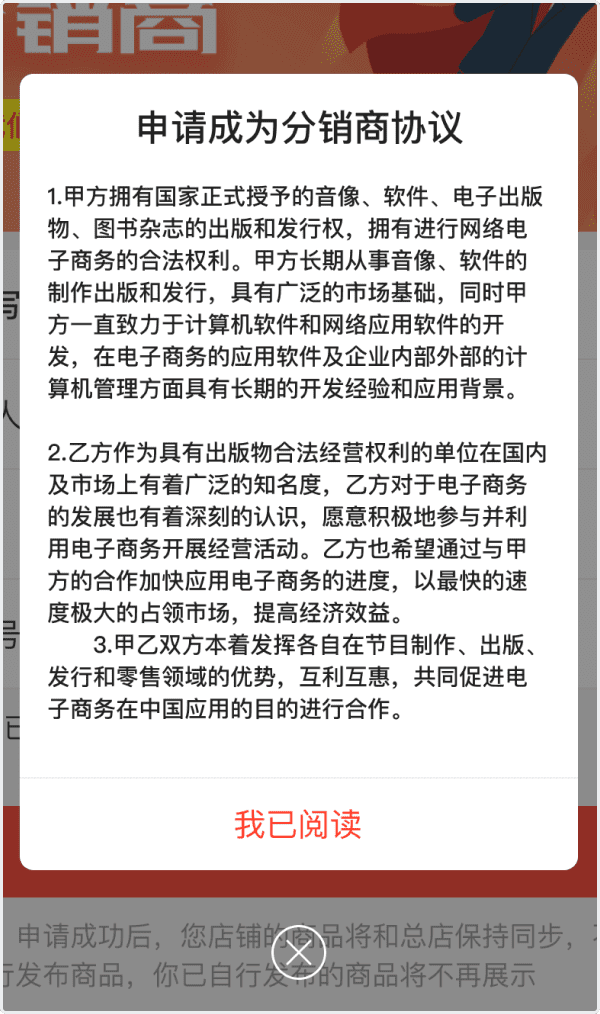 销商
申请成为分销商协议
1.甲方拥有国家正式授予的音像、软件、电子出版
物、图书杂志的出版和发行权，拥有进行网络电
子商务的合法权利。甲方长期从事音像、软件的
制作出版和发行，具有广泛的市场基础，同时甲
方一直致力于计算机软件和网络应用软件的开
发，在电子商务的应用软件及企业内部外部的计
算机管理方面具有长期的开发经验和应用背景。
2.乙方作为具有出版物合法经营权利的单位在国内
及市场上有着广泛的知名度，乙方对于电子商务
的发展也有着深刻的认识，愿意积极地参与并利
用电子商务开展经营活动。乙方也希望通过与甲
方的合作加快应用电子商务的进度，以最快的速
度极大的占领市场，提高经济效益。
3.甲乙双方本着发挥各自在节目制作、出版、
发行和零售领域的优势，互利互惠，共同促进电
子商务在中国应用的目的进行合作。
我已阅读
申请成功后，您店铺的商品将和总店保持同步，
行发布商品，你已自行发布的商品将不再展示